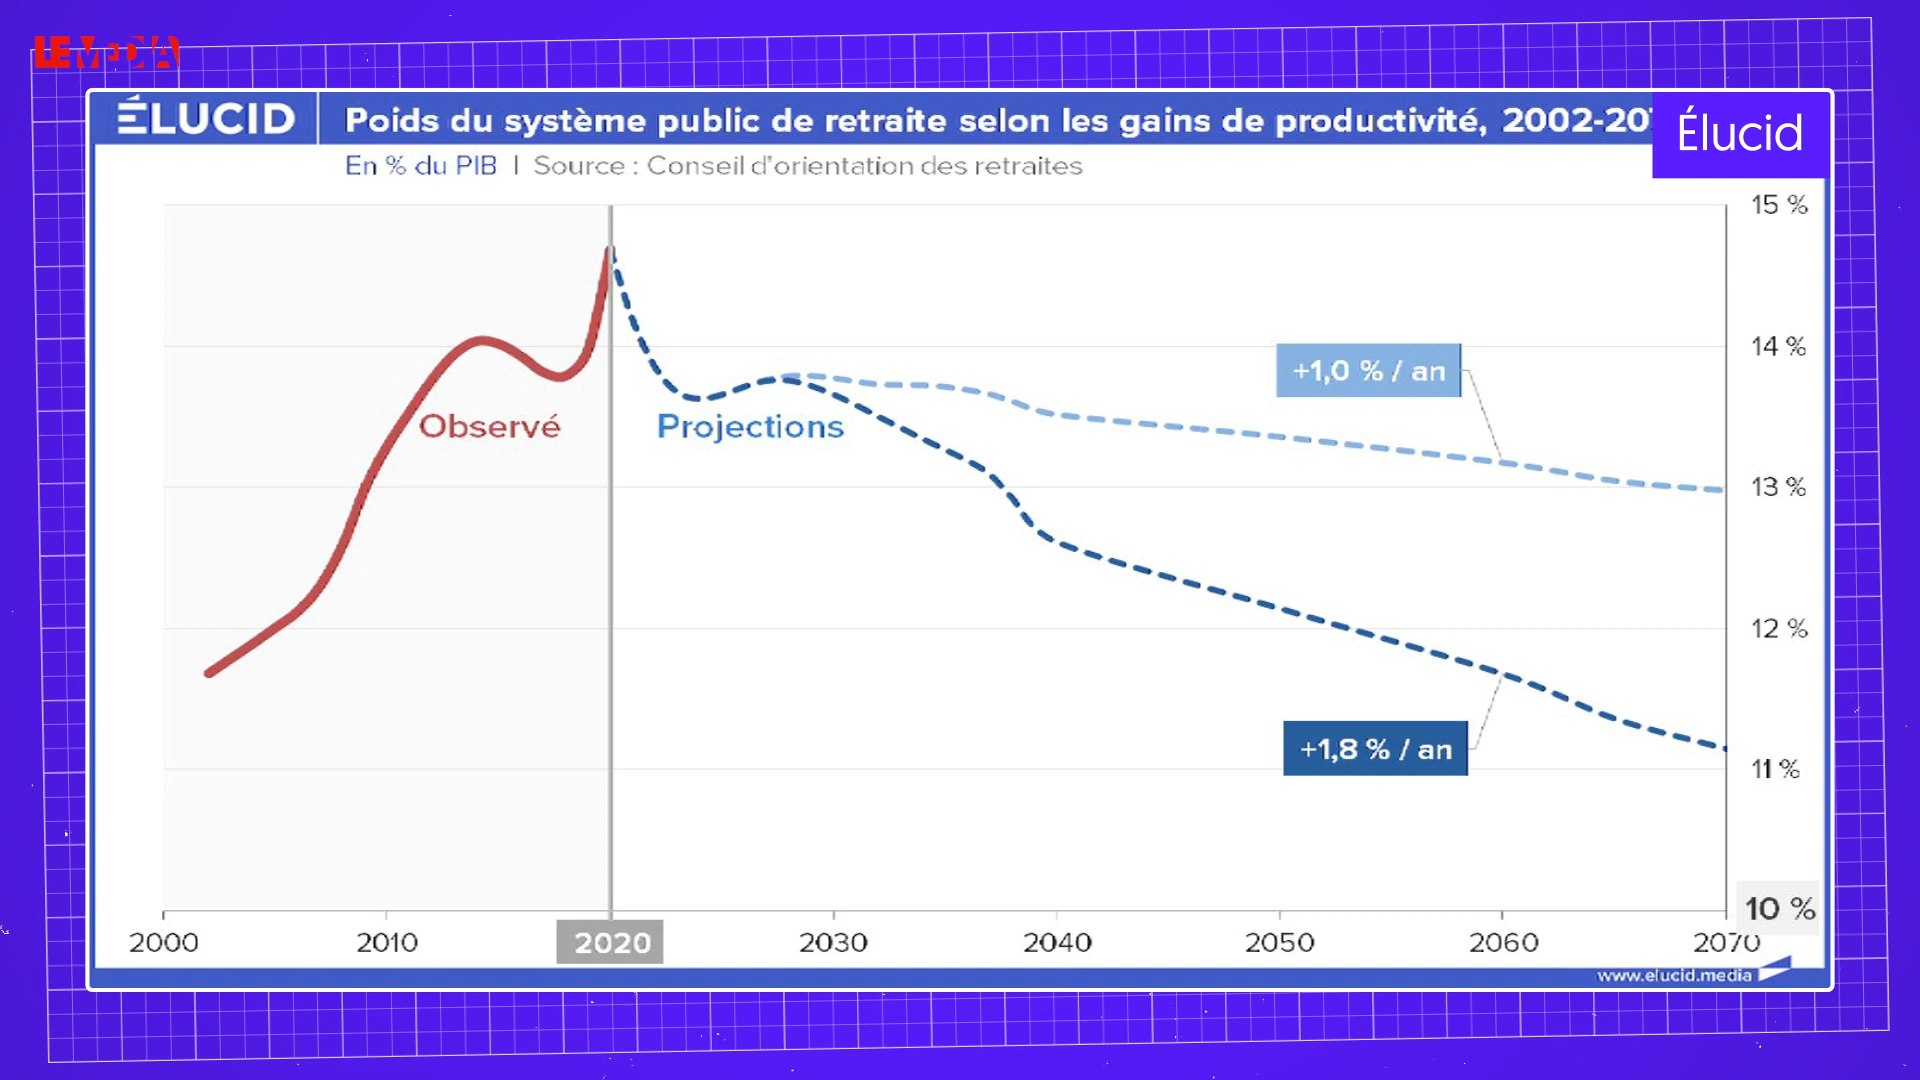 LEMEDIA
ÉLUCID
Poids du système public de retraite selon les gains de productivité, 2002-20
Élucid
En % du PIB | Source : Conseil d'orientation des retraites
15 %
14 %
+1,0 % / an
Observé
Projections
13 %
12 %
+1,8 % / an
11 %
10 %
2000
2010
2020
2030
2040
2050
2060
2070
www.elucid.media